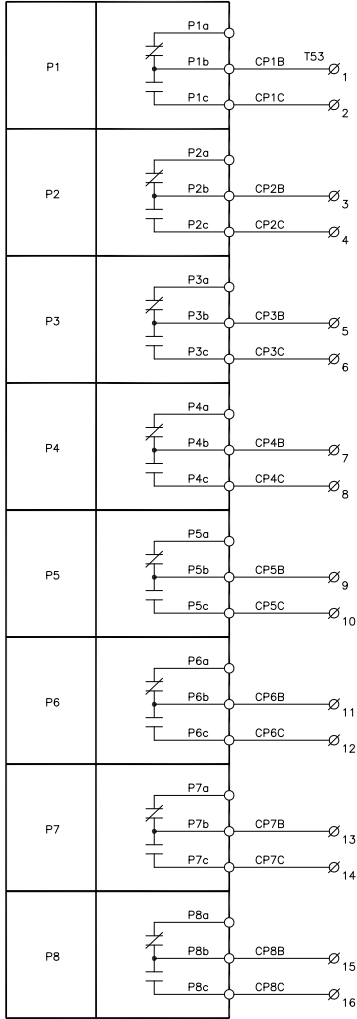 P1a
P1 P1b CP1B T53 1
P1c CP1C 2
P2a
P2 P2b CP2B 3
P2c CP2C 4
P3a
P3 P3b CP3B 5
P3c CP3C 6
P4a
P4 P4b CP4B 7
P4c CP4C 8
P5a
P5 P5b CP5B 9
P5c CP5C 10
P6a
P6 P6b CP6B 11
P6c CP6C 12
P7a
P7 P7b CP7B 13
P7c CP7C 14
P8a
P8 P8b CP8B 15
P8c CP8C 16